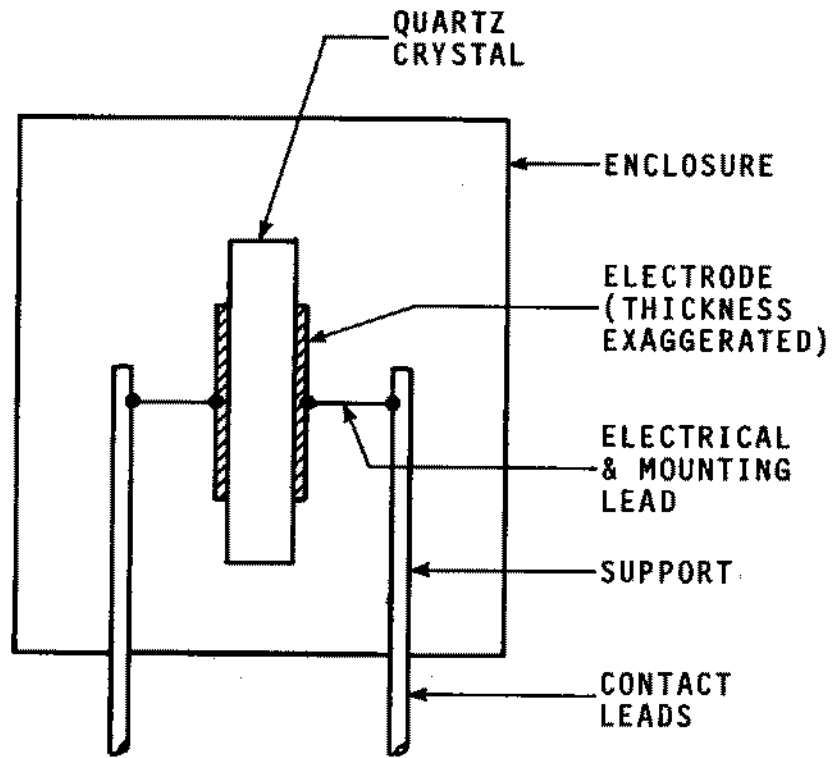 QUARTZ
CRYSTAL
ENCLOSURE
ELECTRODE
(THICKNESS
EXAGGERATED)
ELECTRICAL
& MOUNTING
LEAD
SUPPORT
CONTACT
LEADS